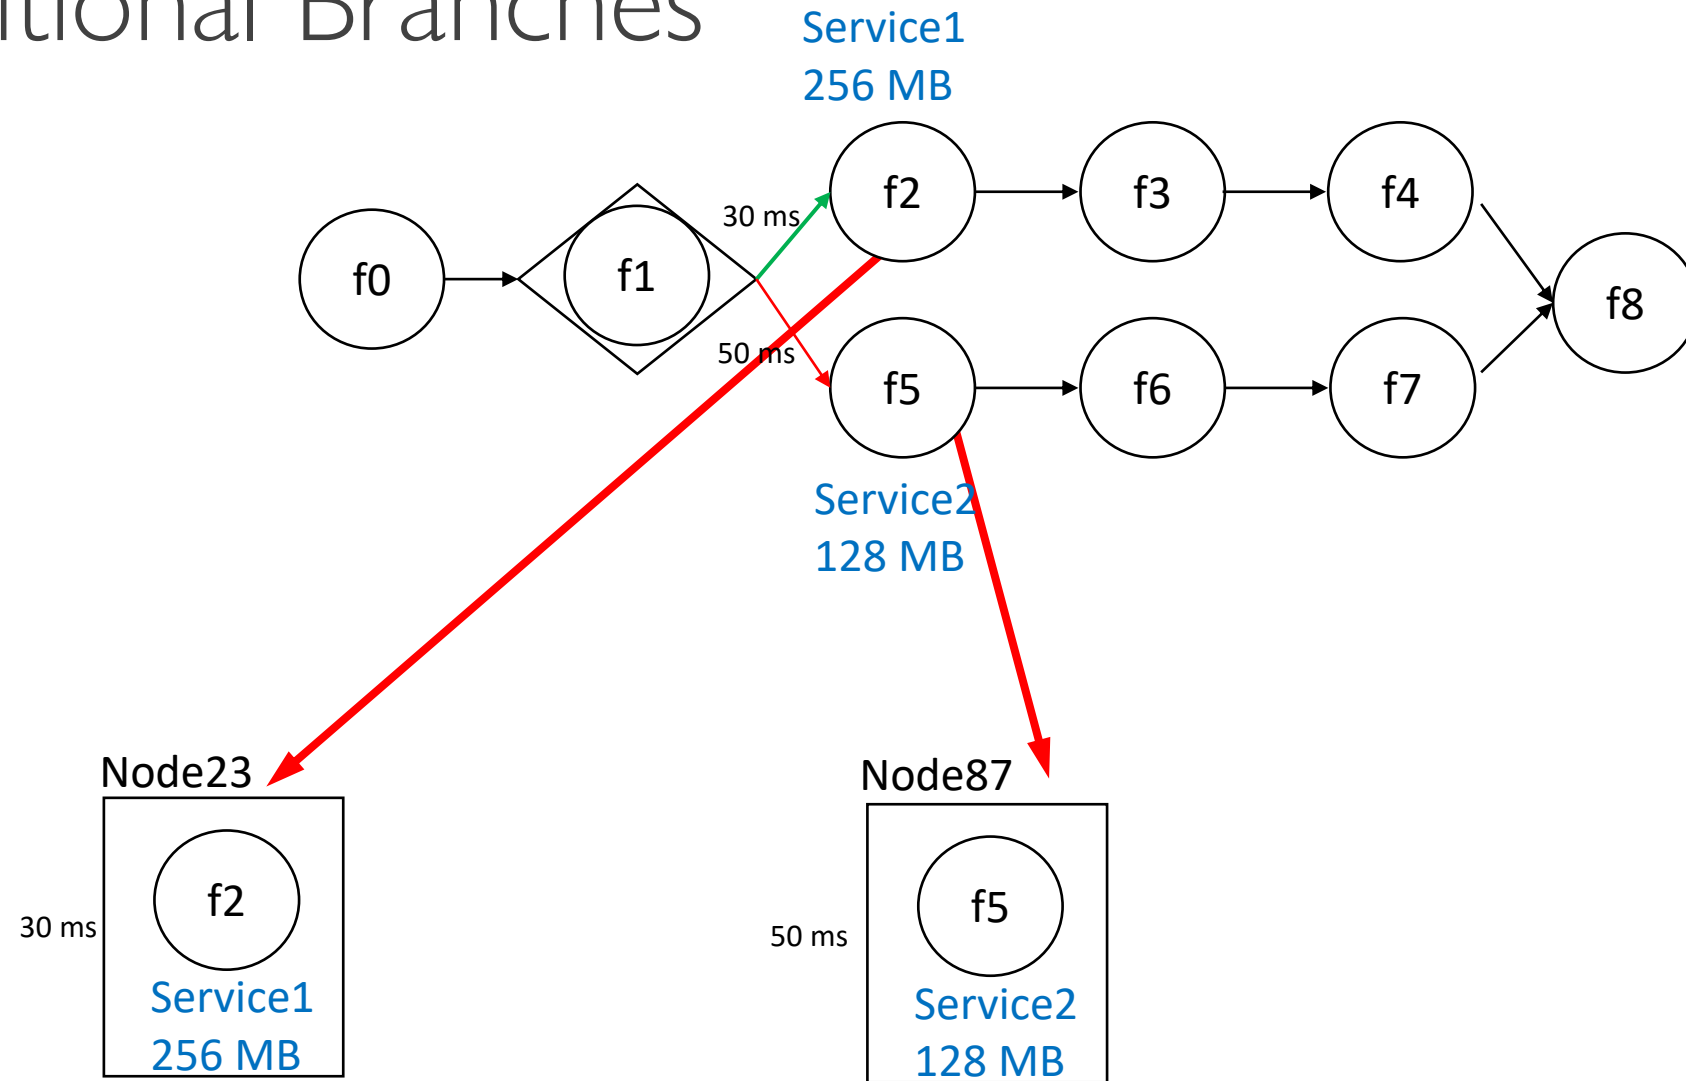 itional Branches
Service1
256 MB
f0
f1
30 ms
50 ms
f2
f3
f4
f5
f6
f7
f8
Service2
128 MB
Node23
30 ms
f2
Service1
256 MB
Node87
50 ms
f5
Service2
128 MB